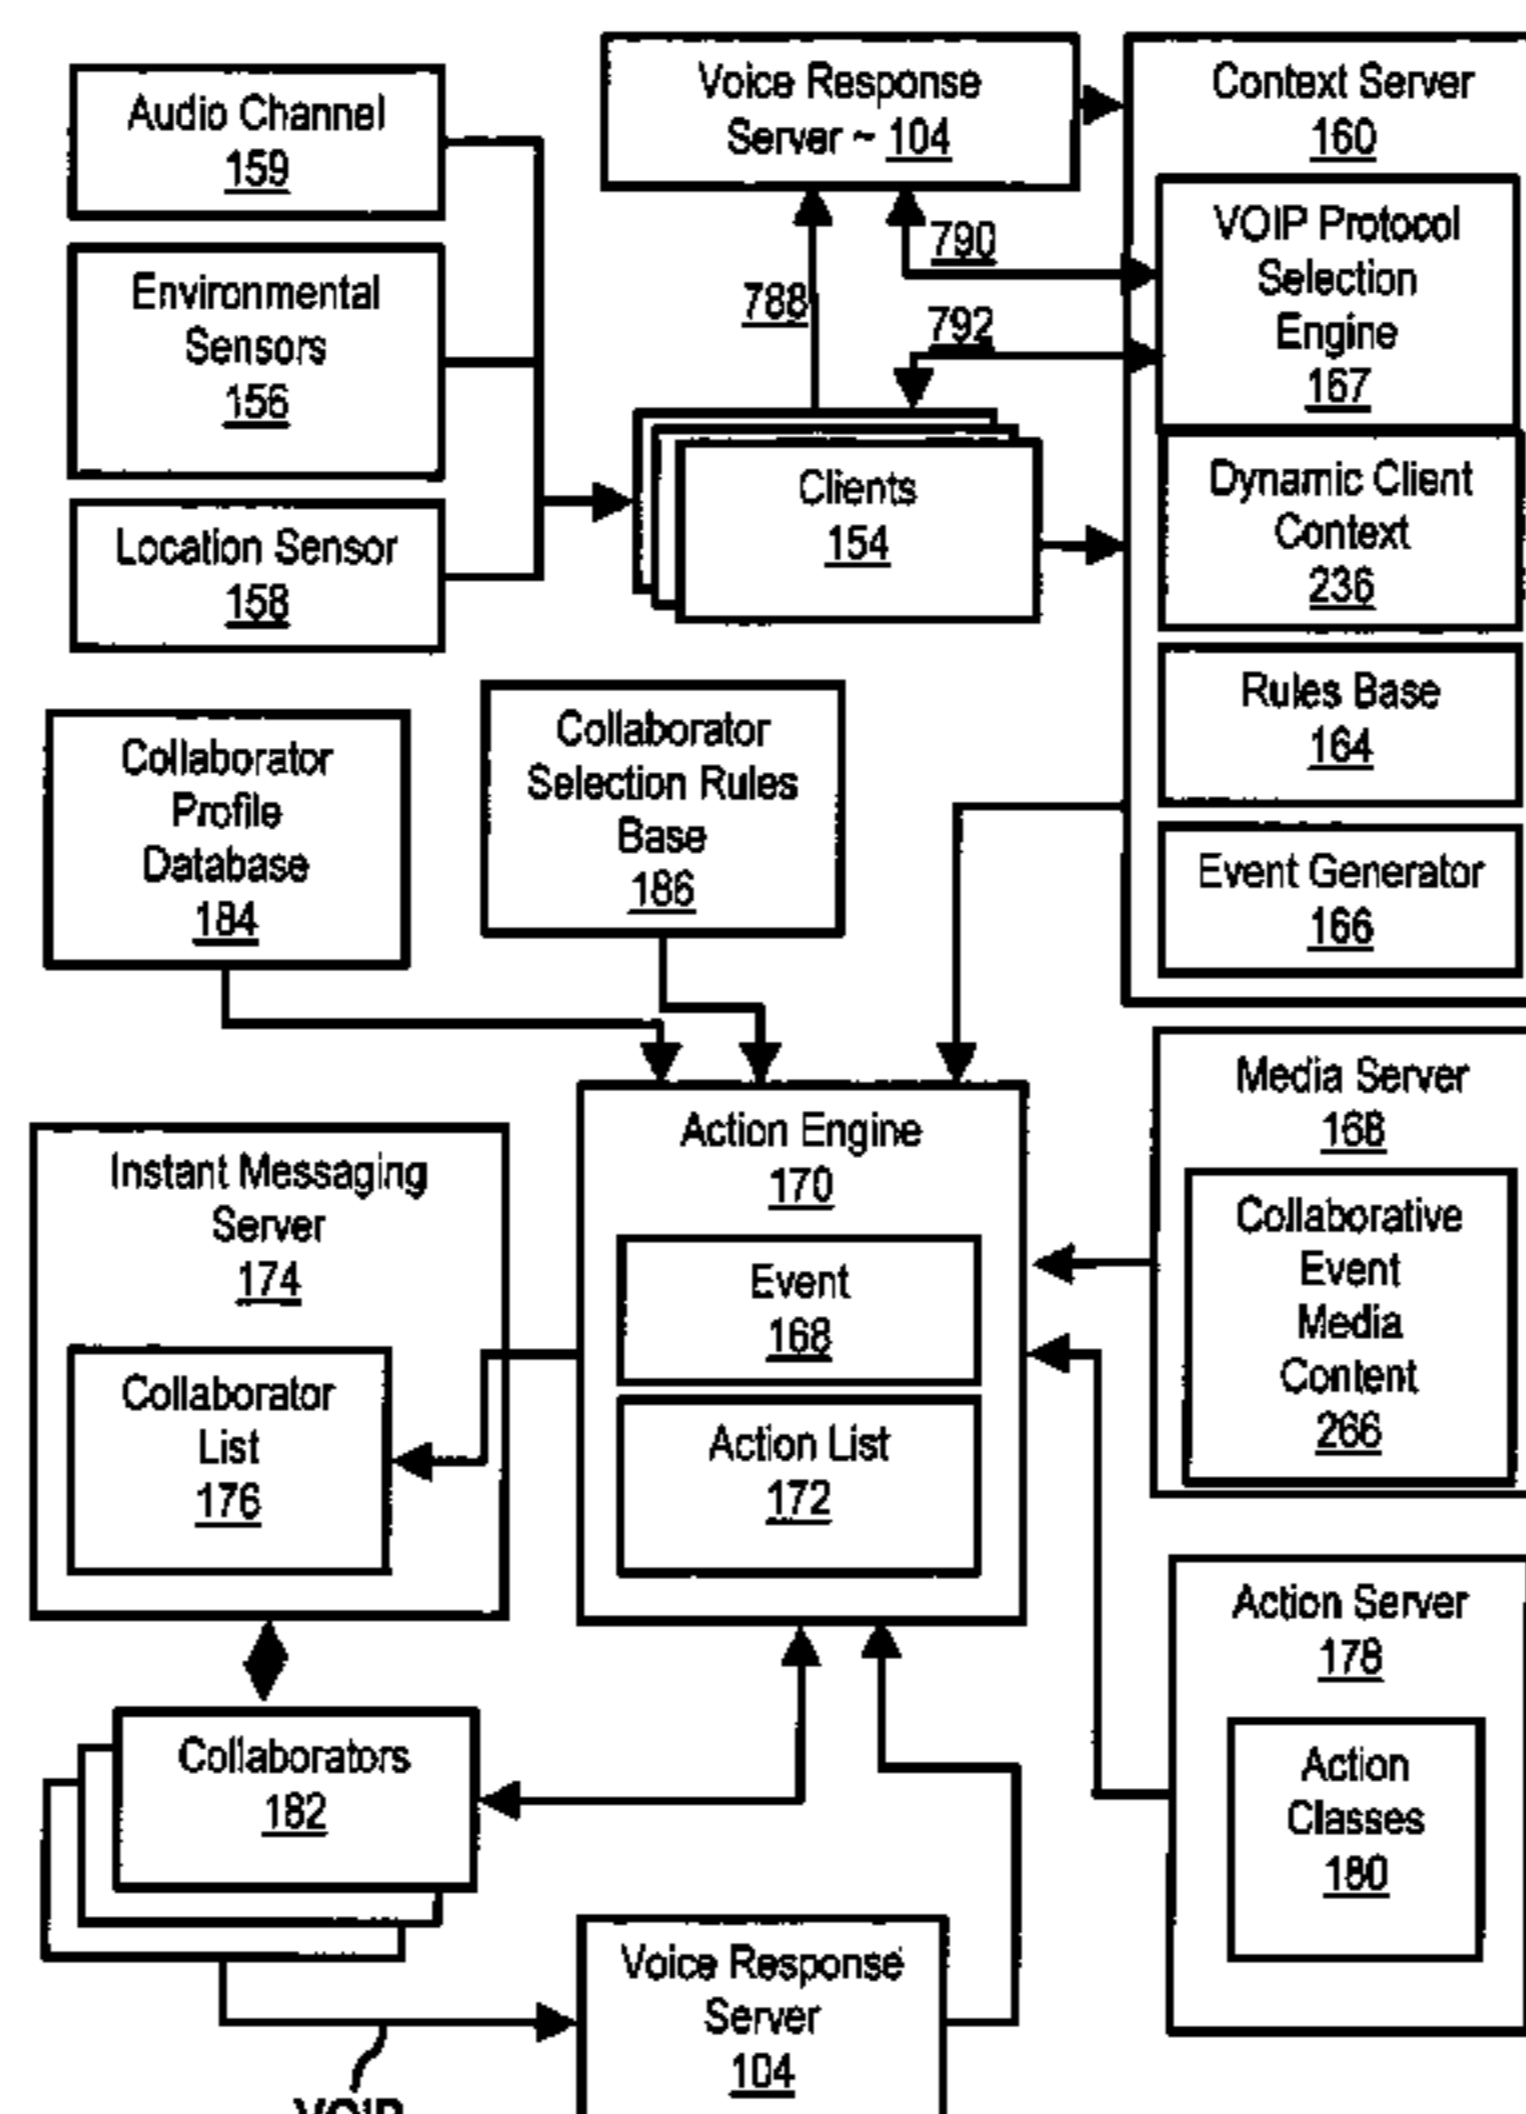 Audio Channel
159
Environmental
Sensors
156
Location Sensor
158
Voice Response
Server ~ 104
788
790
792
Clients
154
Context Server
160
VOIP Protocol
Selection
Engine
167
Dynamic Client
Context
236
Rules Base
164
Event Generator
166
Collaborator
Profile
Database
184
Collaborator
Selection Rules
Base
186
Action Engine
170
Event
168
Action List
172
Instant Messaging
Server
174
Collaborator
List
176
Media Server
168
Collaborative
Event
Media
Content
266
Action Server
178
Action
Classes
180
Collaborators
182
Voice Response
Server
104
VOIP